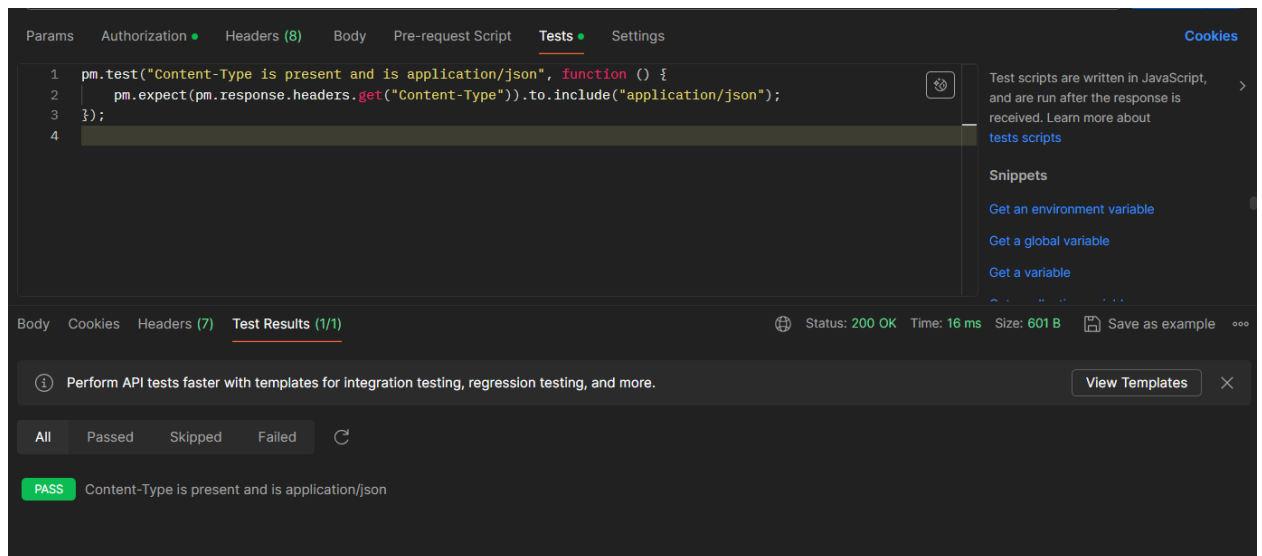 Params Authorization Headers (8) Body Pre-request Script Tests Settings Cookies
1 pm.test("Content-Type is present and is application/json", function () {
2 pm.expect(pm.response.headers.get("Content-Type")).to.include("application/json");
3 });
4
Test scripts are written in JavaScript,
and are run after the response is
received. Learn more about
tests scripts
Snippets
Get an environment variable
Get a global variable
Get a variable
Body Cookies Headers (7) Test Results (1/1) Status: 200 OK Time: 16 ms Size: 601 B Save as example
Perform API tests faster with templates for integration testing, regression testing, and more. View Templates
All Passed Skipped Failed
PASS Content-Type is present and is application/json